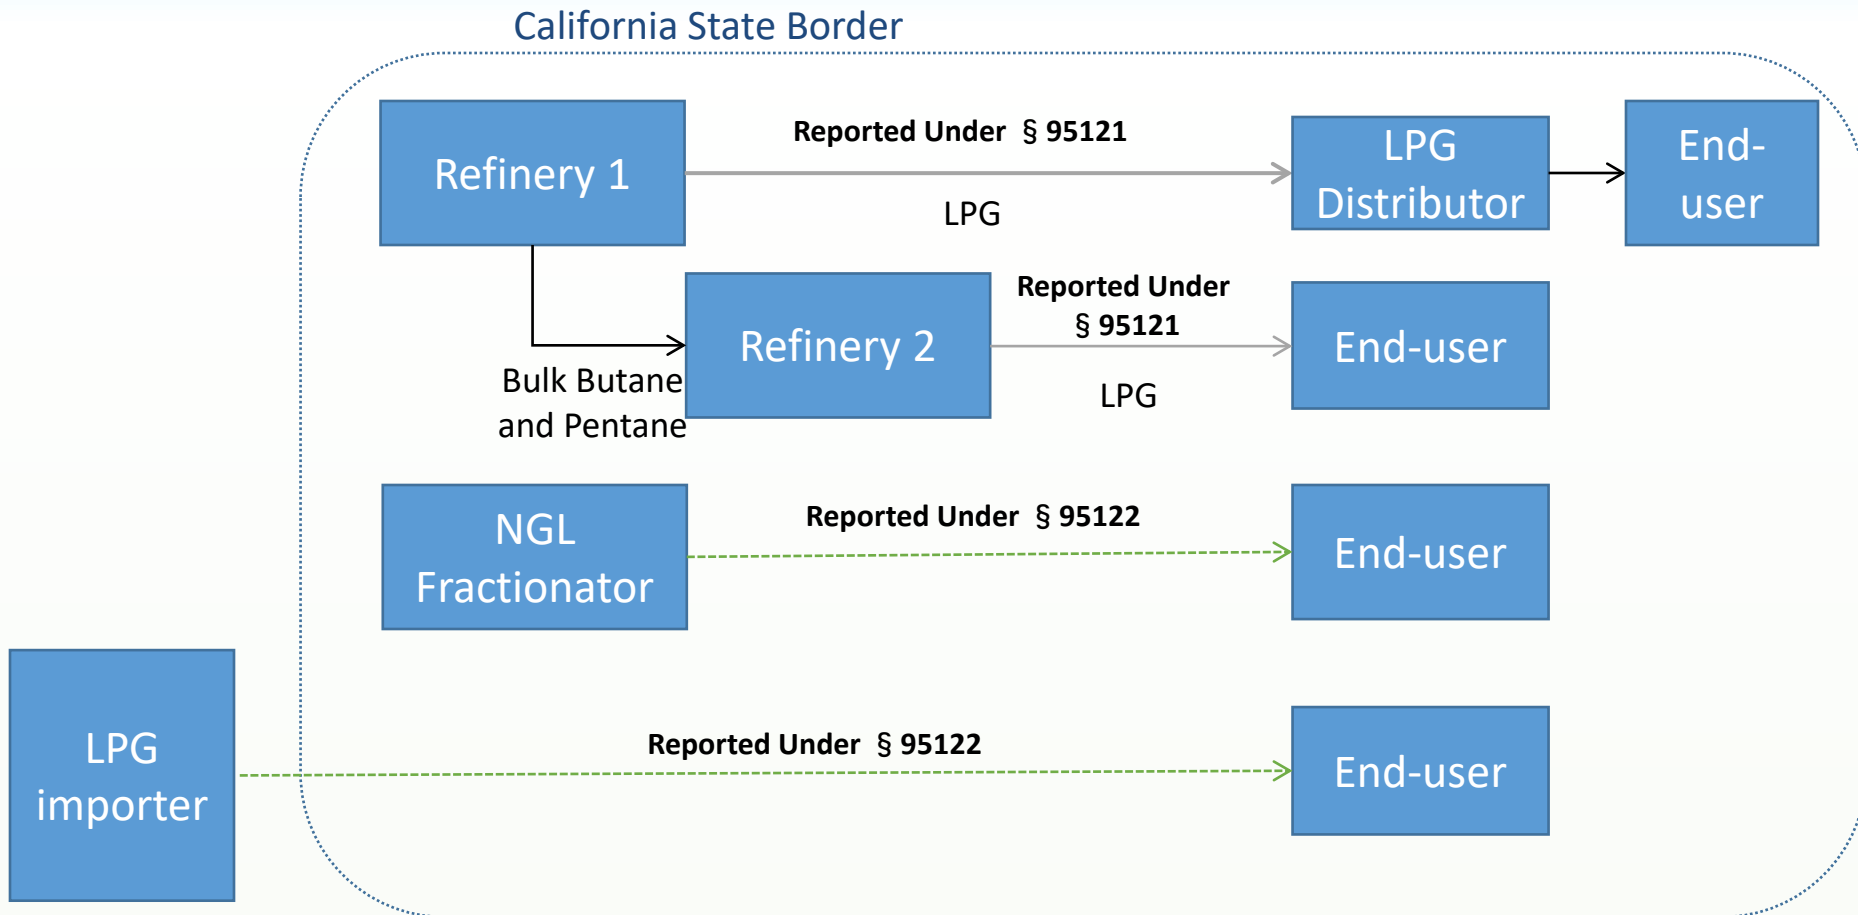 California State Border
Refinery 1
Reported Under § 95121
LPG
LPG
Distributor
End-
user
Bulk Butane
and Pentane
Refinery 2
Reported Under
§ 95121
LPG
End-user
NGL
Fractionator
Reported Under § 95122
End-user
LPG
importer
Reported Under § 95122
End-user